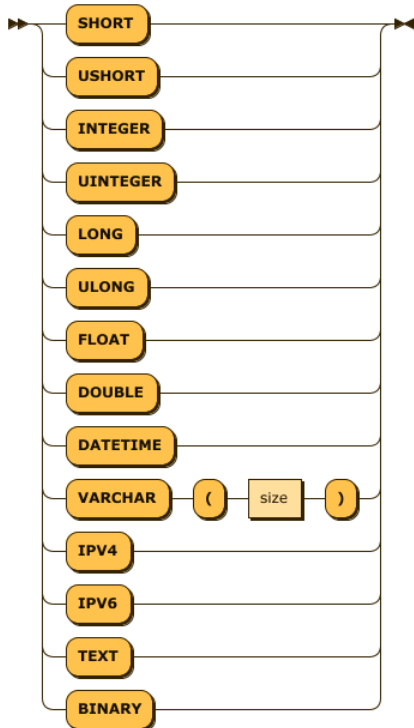 SHORT
USHORT
INTEGER
UINTEGER
LONG
ULONG
FLOAT
DOUBLE
DATETIME
VARCHAR ( size )
IPV4
IPV6
TEXT
BINARY